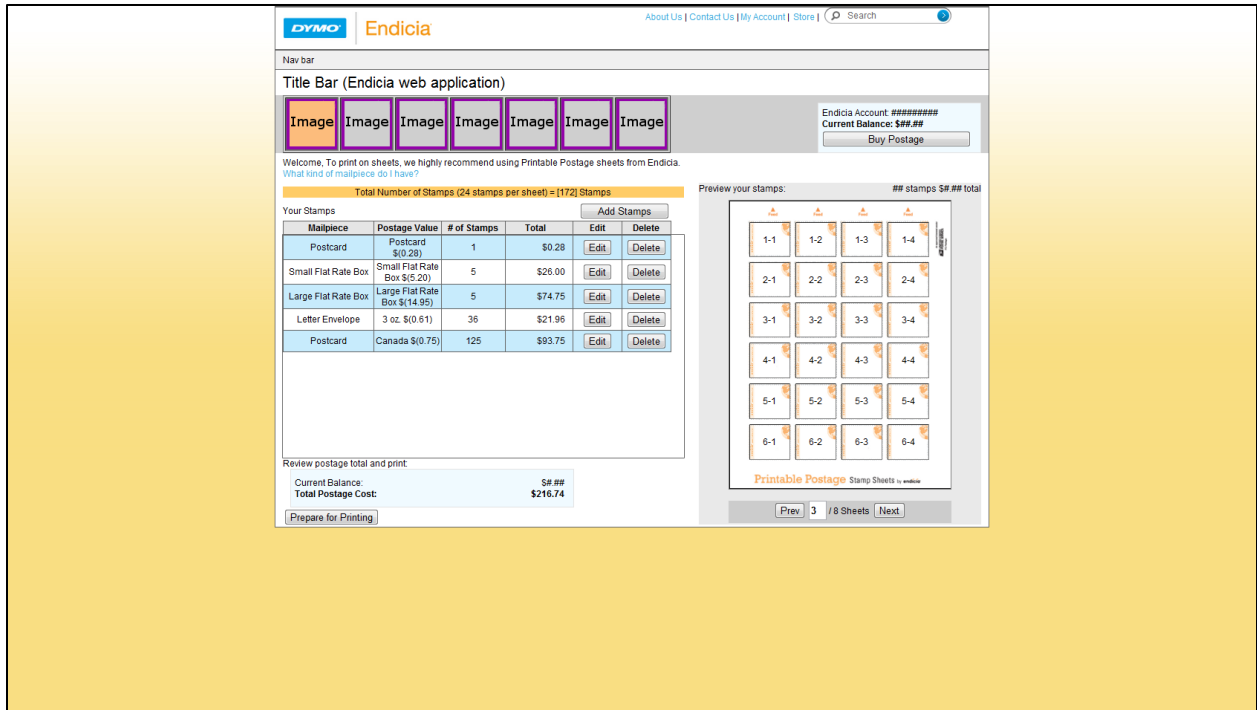 About Us | Contact Us | My Account | Store | Search
DYMO Endicia
Nav bar
Title Bar (Endicia web application)
Image Image Image Image Image Image Image
Endicia Account: #########
Current Balance: $##.##
Buy Postage
Welcome, To print on sheets, we highly recommend using Printable Postage sheets from Endicia.
What kind of mailpiece do I have?
Total Number of Stamps (24 stamps per sheet) = [172] Stamps
Your Stamps Add Stamps
Mailpiece Postage Value # of Stamps Total Edit Delete
Postcard Postcard $(0.28) 1 $0.28 Edit Delete
Small Flat Rate Box Small Flat Rate Box $(5.20) 5 $26.00 Edit Delete
Large Flat Rate Box Large Flat Rate Box $(14.95) 5 $74.75 Edit Delete
Letter Envelope 3 oz. $(0.61) 36 $21.96 Edit Delete
Postcard Canada $(0.75) 125 $93.75 Edit Delete
Review postage total and print:
Current Balance: $#.##
Total Postage Cost: $216.74
Prepare for Printing
Preview your stamps: ## stamps $#.## total
Feed Feed Feed Feed
1-1 1-2 1-3 1-4
2-1 2-2 2-3 2-4
3-1 3-2 3-3 3-4
4-1 4-2 4-3 4-4
5-1 5-2 5-3 5-4
6-1 6-2 6-3 6-4
Printable Postage Stamp Sheets by endicia
Prev 3 / 8 Sheets Next